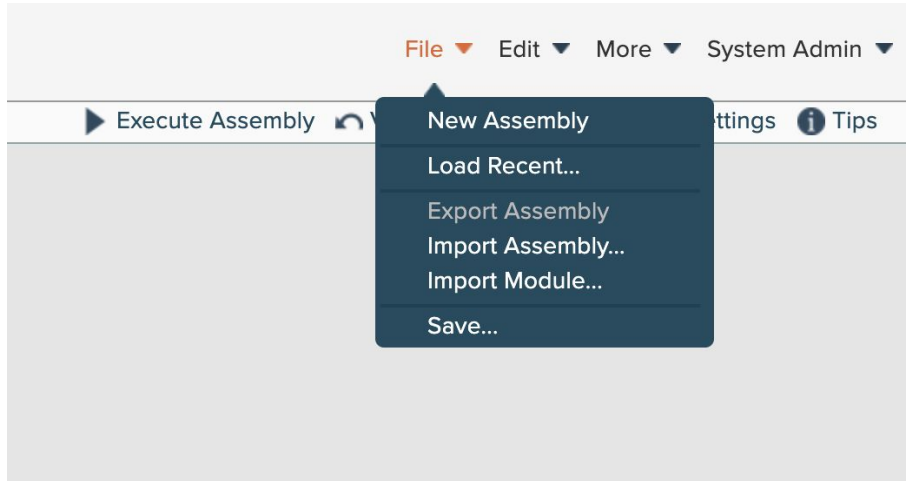 File Edit More System Admin
Execute Assembly ttings Tips
New Assembly
Load Recent...
Export Assembly
Import Assembly...
Import Module...
Save...